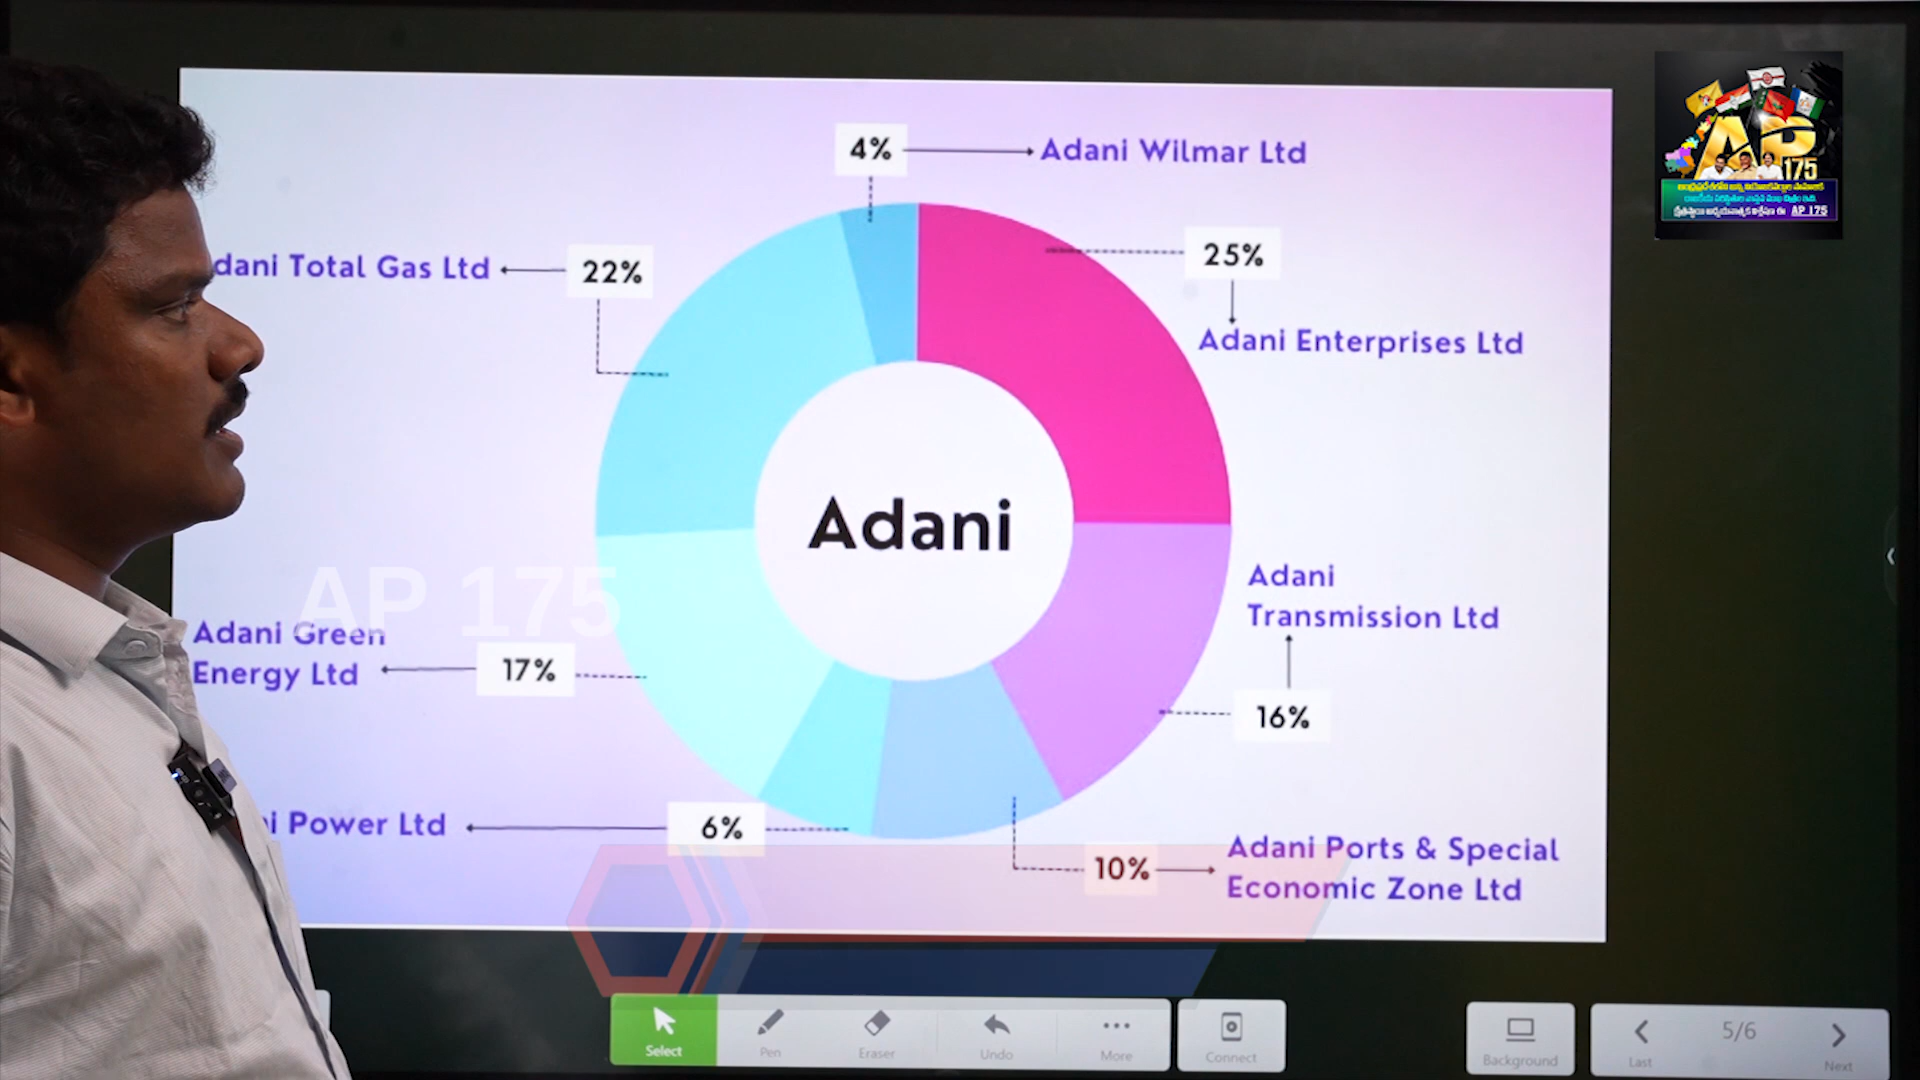 4%
Adani Wilmar Ltd
25%
Adani Enterprises Ltd
dani Total Gas Ltd
22%
Adani
Adani
Transmission Ltd
16%
AP 175
Adani Green
Energy Ltd
17%
i Power Ltd
6%
10%
Adani Ports & Special
Economic Zone Ltd
AP
175
AP 175
Select
Pen
Eraser
Undo
More
Connect
Background
Last
5/6
Next